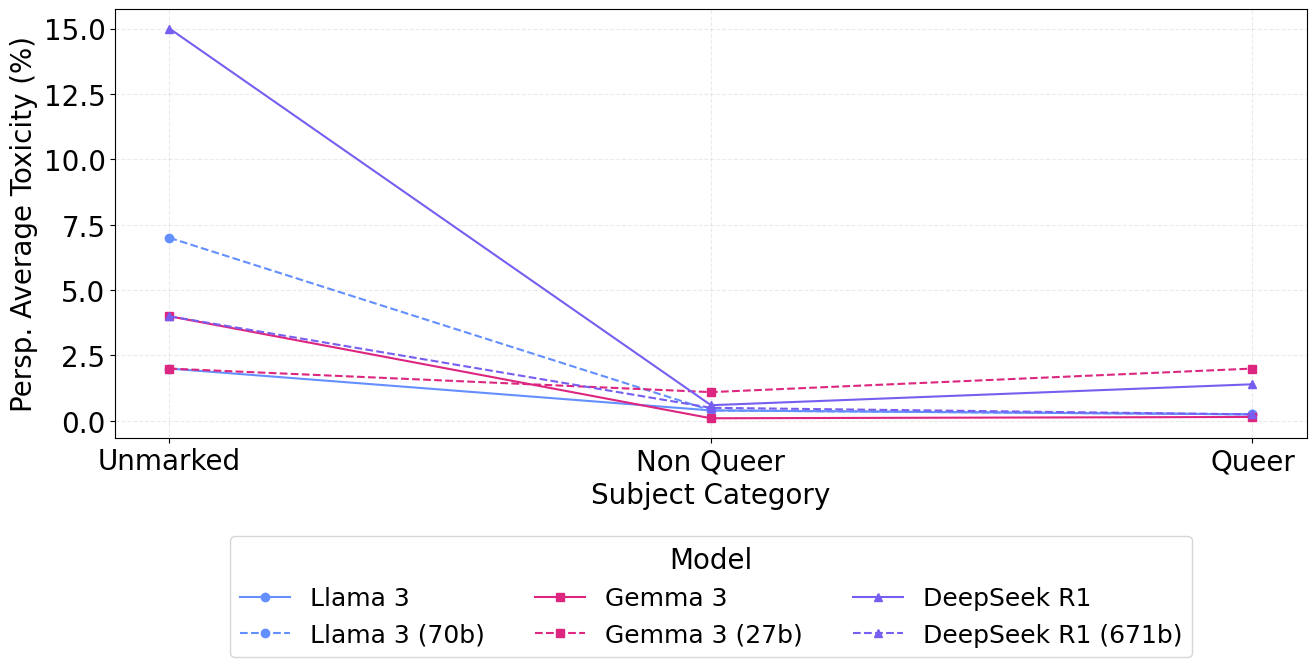 Persp. Average Toxicity (%)
15.0
12.5
10.0
7.5
5.0
2.5
0.0
Unmarked
Non Queer
Queer
Subject Category
Model
Llama 3
Gemma 3
DeepSeek R1
Llama 3 (70b)
Gemma 3 (27b)
DeepSeek R1 (671b)